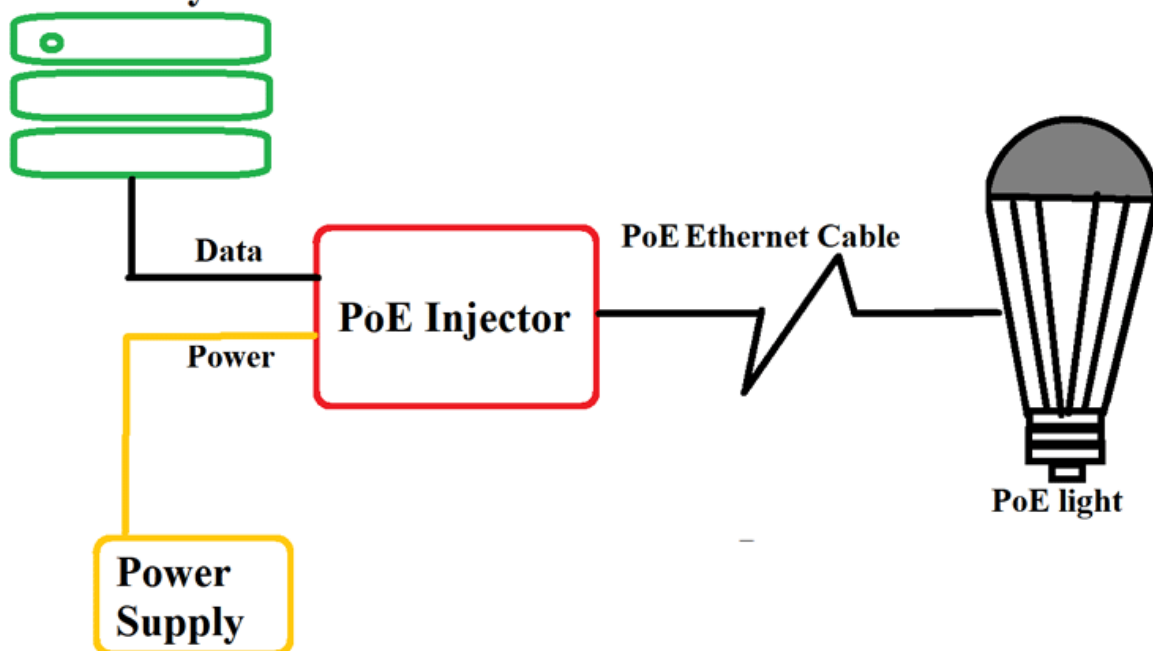 Data
PoE Ethernet Cable
PoE Injector
Power
PoE light
Power
Supply